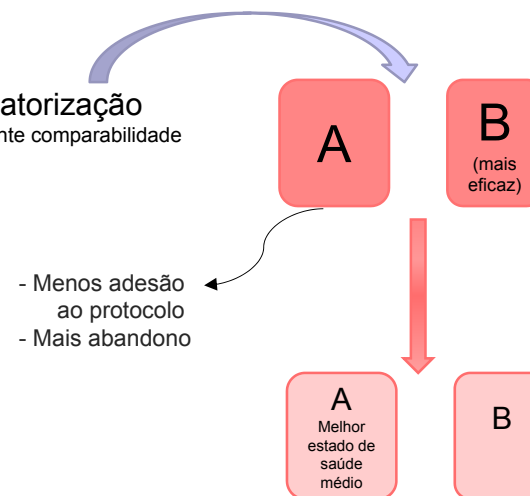 atorização
nte comparabilidade
A
B
(mais
eficaz)
- Menos adesão
ao protocolo
- Mais abandono
A
Melhor
estado de
saúde
médio
B